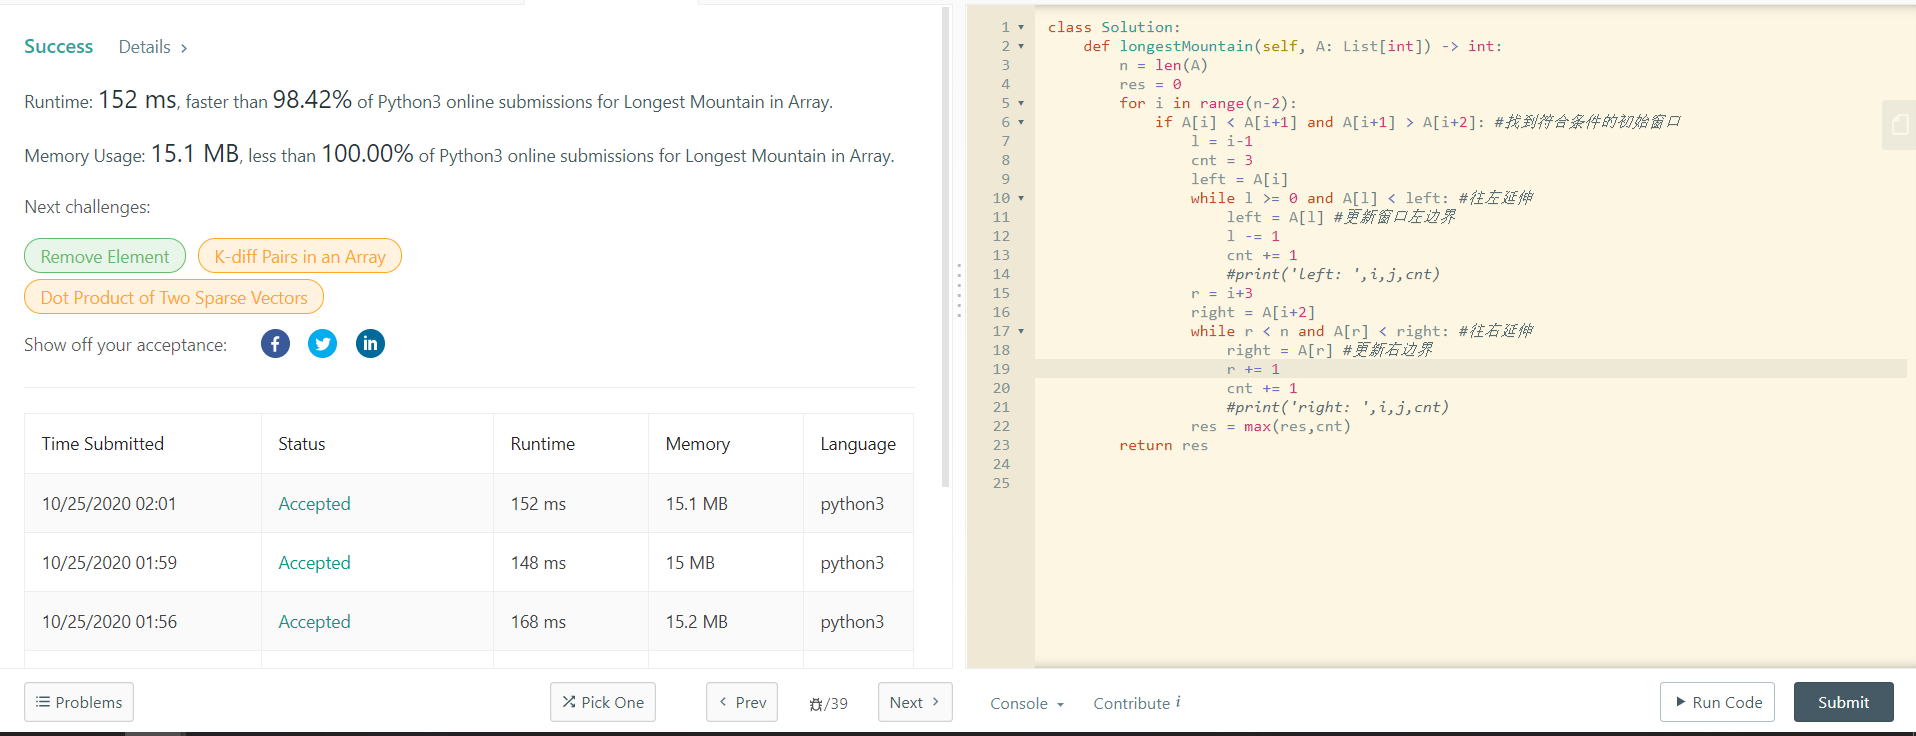 Success Details >
Runtime: 152 ms, faster than 98.42% of Python3 online submissions for Longest Mountain in Array.
Memory Usage: 15.1 MB, less than 100.00% of Python3 online submissions for Longest Mountain in Array.
Next challenges:
Remove Element K-diff Pairs in an Array
Dot Product of Two Sparse Vectors
Show off your acceptance: f in
Time Submitted Status Runtime Memory Language
10/25/2020 02:01 Accepted 152 ms 15.1 MB python3
10/25/2020 01:59 Accepted 148 ms 15 MB python3
10/25/2020 01:56 Accepted 168 ms 15.2 MB python3
1 class Solution:
2 def longestMountain(self, A: List[int]) -> int:
3 n = len(A)
4 res = 0
5 for i in range(n-2):
6 if A[i] < A[i+1] and A[i+1] > A[i+2]: #找到符合条件的初始窗口
7 l = i-1
8 cnt = 3
9 left = A[i]
10 while l >= 0 and A[l] < left: #往左延伸
11 left = A[l] #更新窗口左边界
12 l -= 1
13 cnt += 1
14 #print('left: ',i,j,cnt)
15 r = i+3
16 right = A[i+2]
17 while r < n and A[r] < right: #往右延伸
18 right = A[r] #更新右边界
19 r += 1
20 cnt += 1
21 #print('right: ',i,j,cnt)
22 res = max(res,cnt)
23 return res
24
25
Problems Pick One < Prev /39 Next > Console Contribute i Run Code Submit